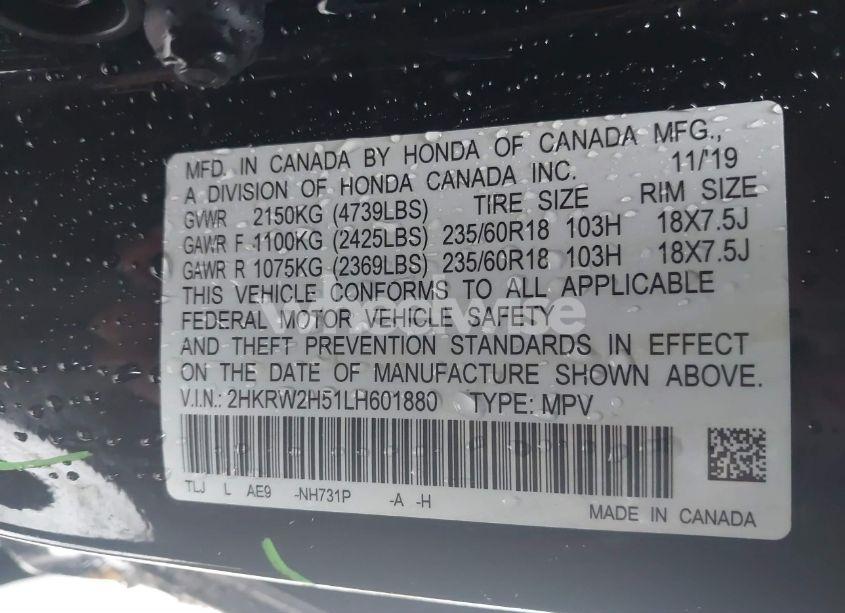 MFD. IN CANADA BY HONDA OF CANADA MFG.,
A DIVISION OF HONDA CANADA INC. 11/'19
GVWR 2150KG (4739LBS) TIRE SIZE RIM SIZE
GAWR F 1100KG (2425LBS) 235/60R18 103H 18X7.5J
GAWR R 1075KG (2369LBS) 235/60R18 103H 18X7.5J
THIS VEHICLE CONFORMS TO ALL APPLICABLE
FEDERAL MOTOR VEHICLE SAFETY
AND THEFT PREVENTION STANDARDS IN EFFECT
ON THE DATE OF MANUFACTURE SHOWN ABOVE.
V.I.N.: 2HKRW2H51LH601880 TYPE: MPV
TLJ L AE9 -NH731P -A -H
MADE IN CANADA